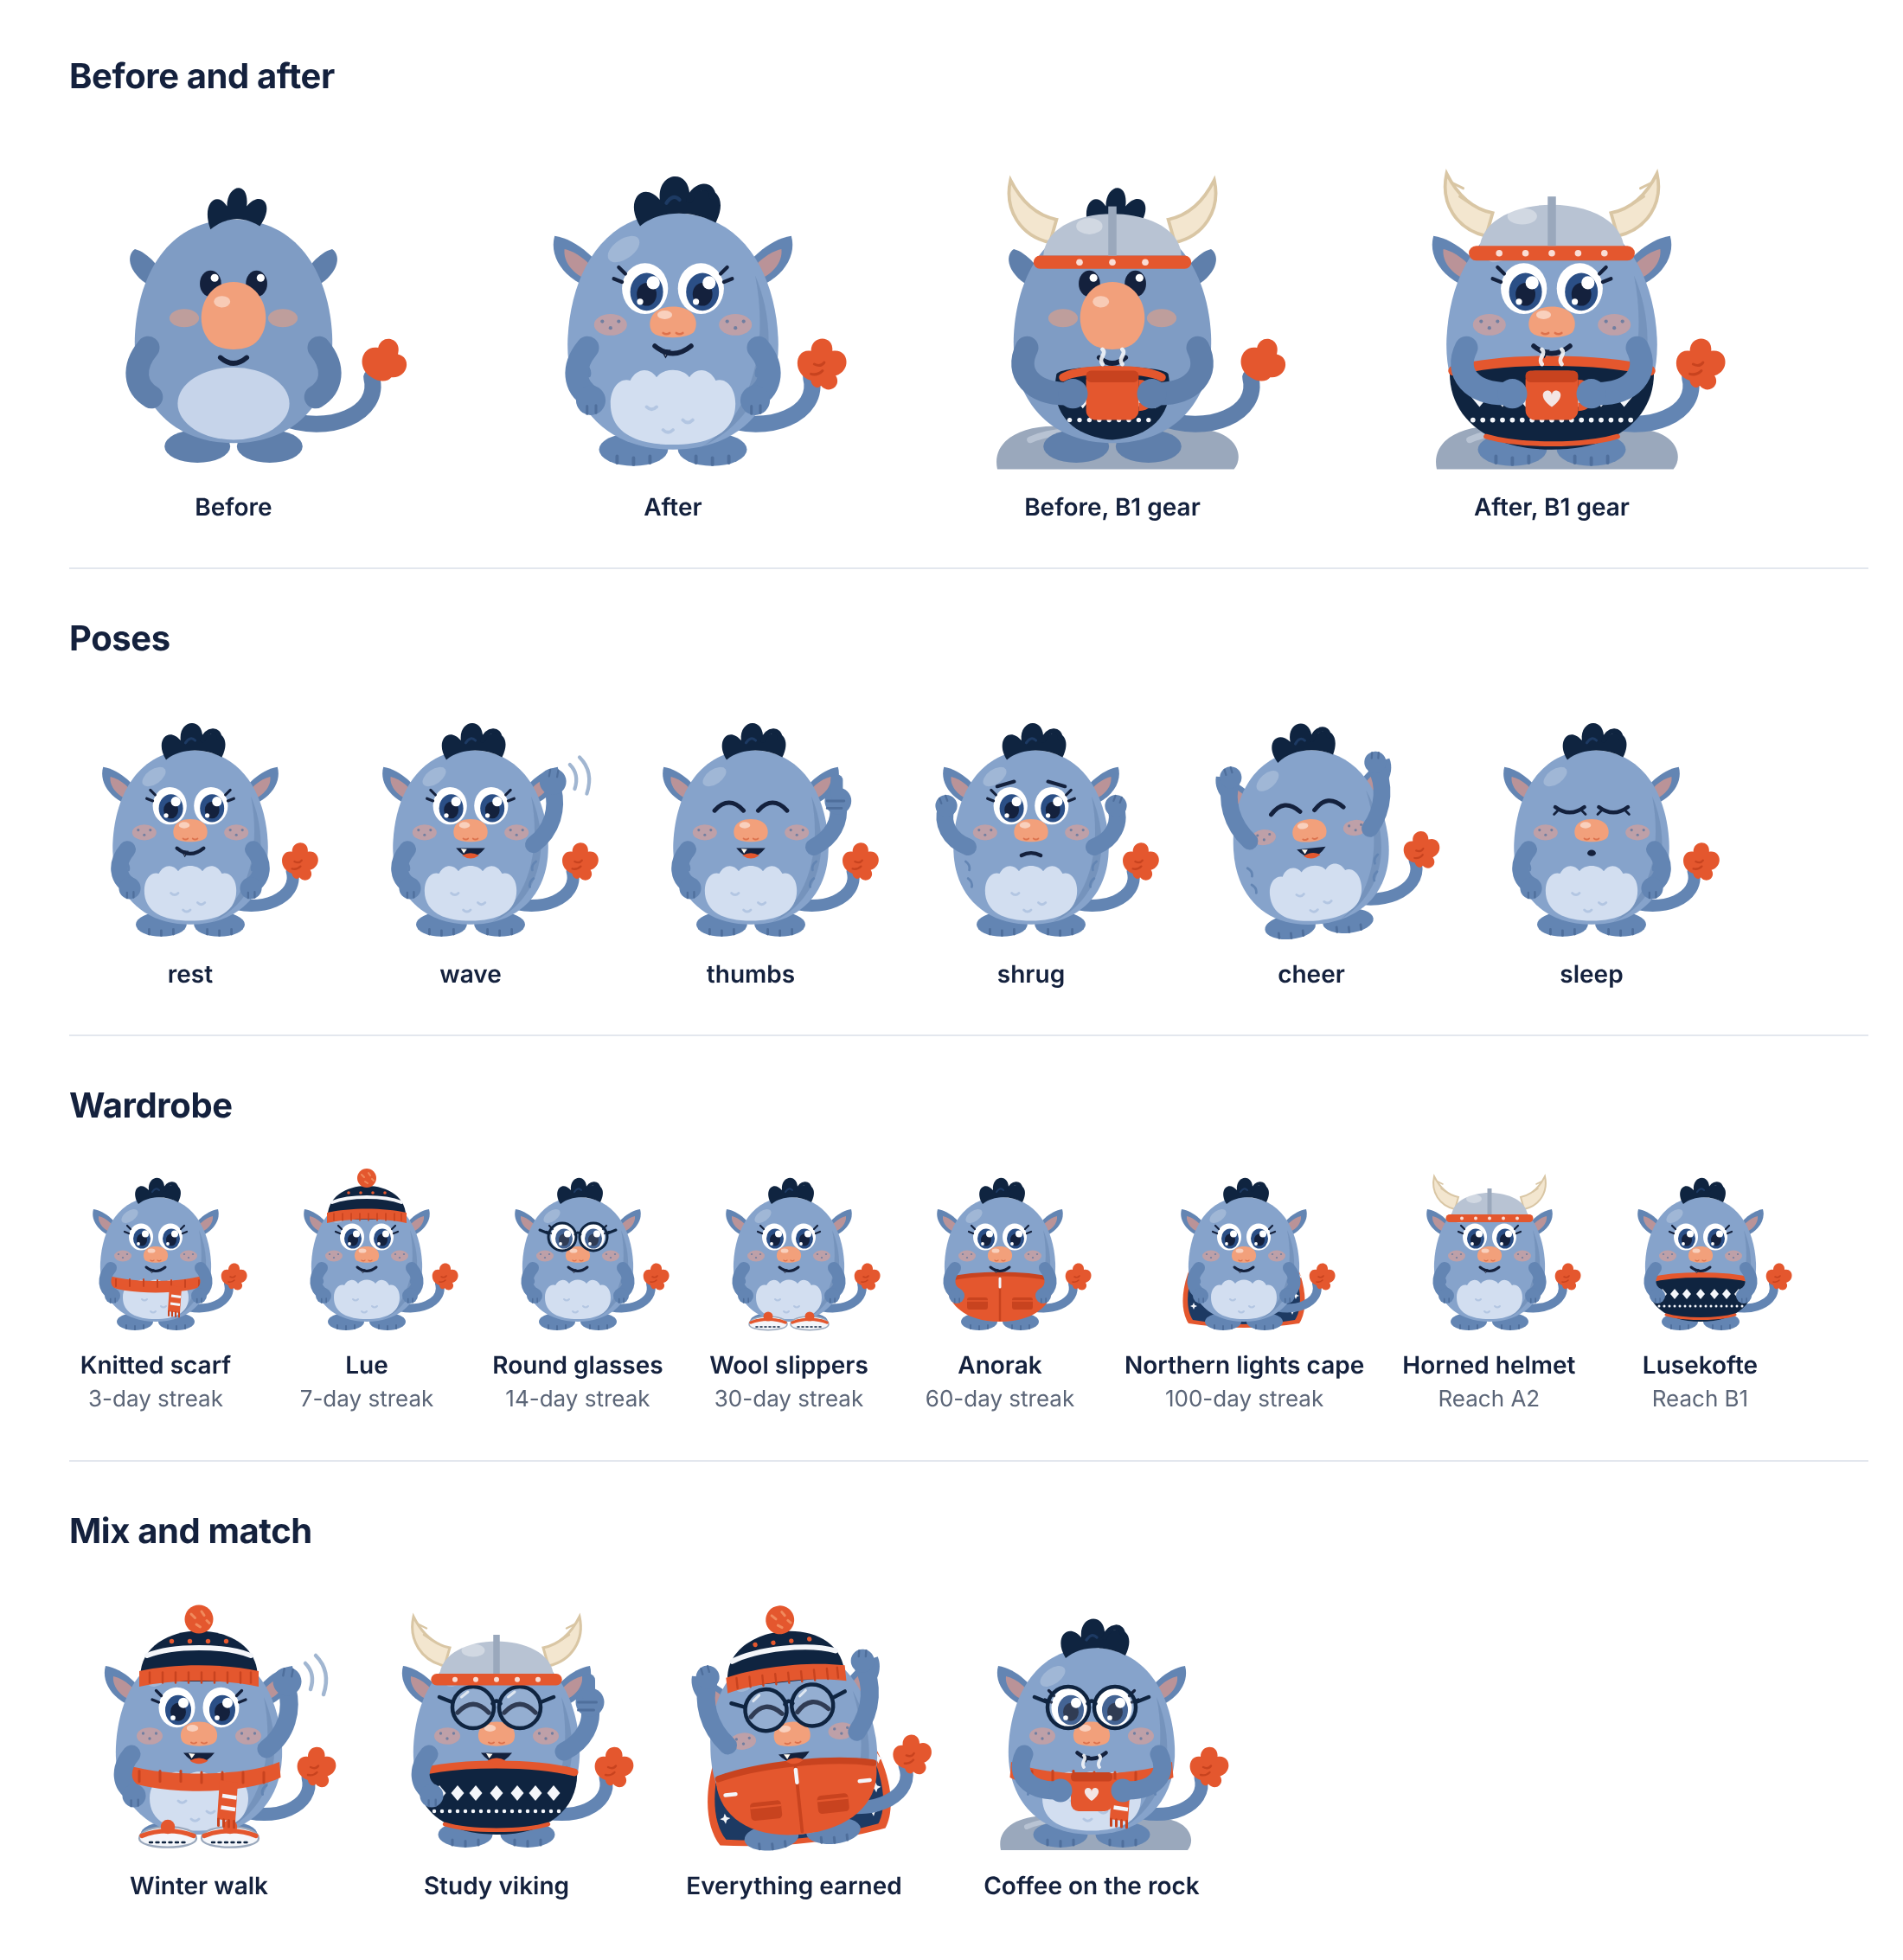 Before and after
Before
After
Before, B1 gear
After, B1 gear
Poses
rest
wave
thumbs
shrug
cheer
sleep
Wardrobe
Knitted scarf
3-day streak
Lue
7-day streak
Round glasses
14-day streak
Wool slippers
30-day streak
Anorak
60-day streak
Northern lights cape
100-day streak
Horned helmet
Reach A2
Lusekofte
Reach B1
Mix and match
Winter walk
Study viking
Everything earned
Coffee on the rock